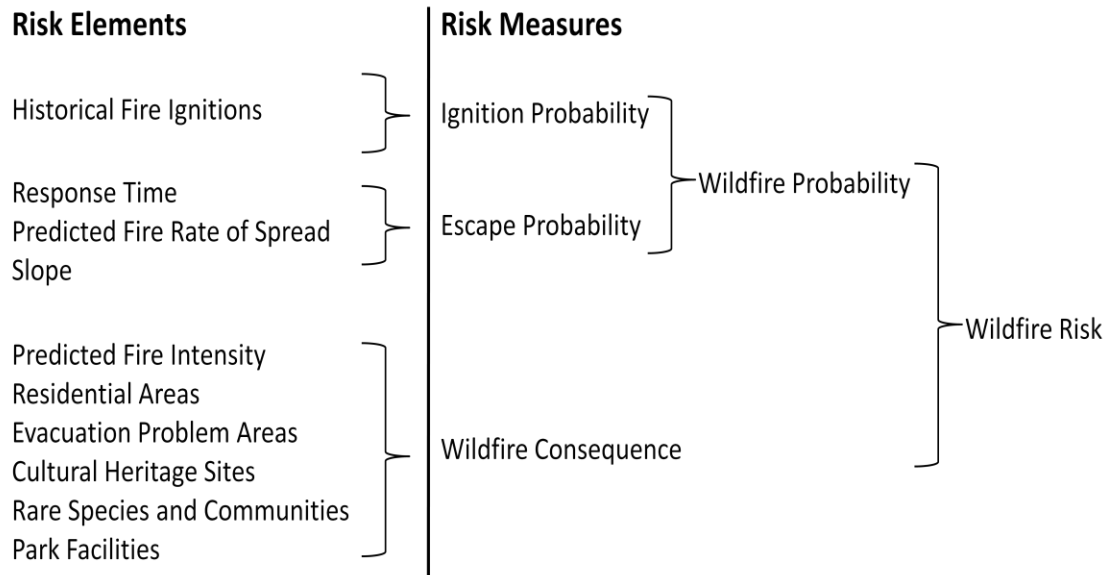 Risk Elements
Risk Measures
Historical Fire Ignitions
Ignition Probability
Response Time
Predicted Fire Rate of Spread
Slope
Escape Probability
Wildfire Probability
Predicted Fire Intensity
Residential Areas
Evacuation Problem Areas
Cultural Heritage Sites
Rare Species and Communities
Park Facilities
Wildfire Consequence
Wildfire Risk